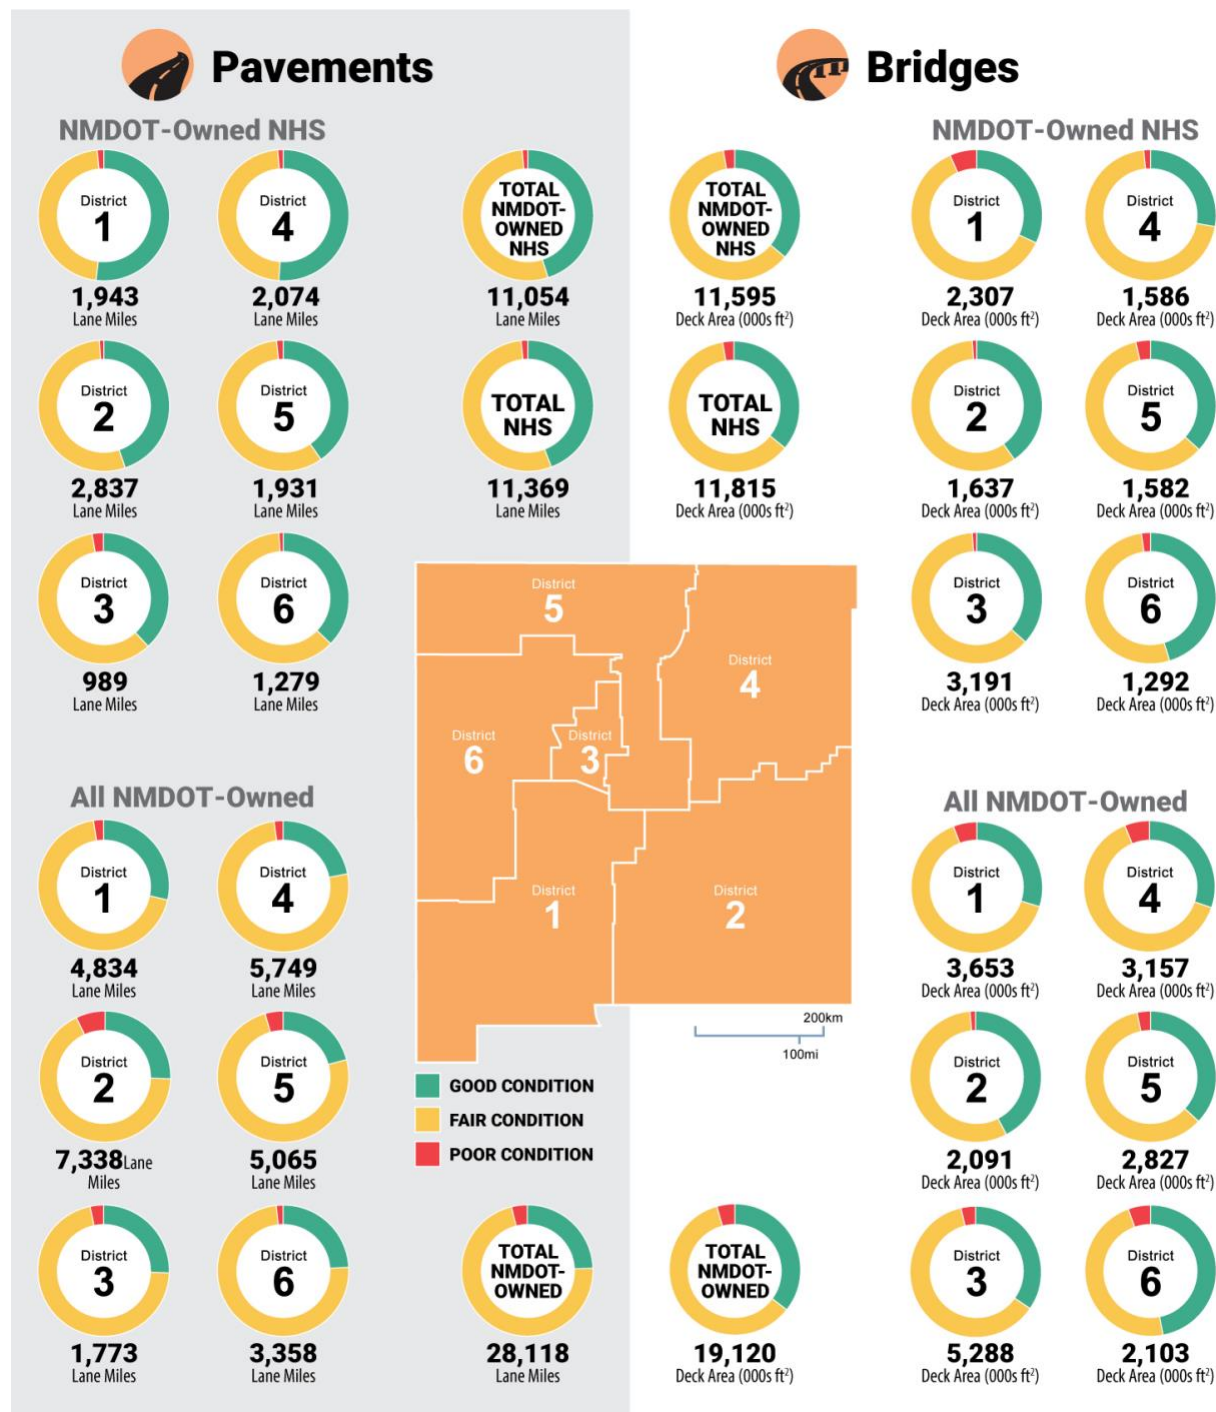 Pavements
NMDOT-Owned NHS
District
1
1,943
Lane Miles
District
4
2,074
Lane Miles
TOTAL
NMDOT-
OWNED
NHS
11,054
Lane Miles
District
2
2,837
Lane Miles
District
5
1,931
Lane Miles
TOTAL
NHS
11,369
Lane Miles
District
3
989
Lane Miles
District
6
1,279
Lane Miles
All NMDOT-Owned
District
1
4,834
Lane Miles
District
4
5,749
Lane Miles
District
2
7,338 Lane
Miles
District
5
5,065
Lane Miles
District
3
1,773
Lane Miles
District
6
3,358
Lane Miles
TOTAL
NMDOT-
OWNED
28,118
Lane Miles
District
5
District
4
District
6
District
3
District
1
District
2
200km
100mi
GOOD CONDITION
FAIR CONDITION
POOR CONDITION
Bridges
NMDOT-Owned NHS
TOTAL
NMDOT-
OWNED
NHS
11,595
Deck Area (000s ft²)
District
1
2,307
Deck Area (000s ft²)
District
4
1,586
Deck Area (000s ft²)
TOTAL
NHS
11,815
Deck Area (000s ft²)
District
2
1,637
Deck Area (000s ft²)
District
5
1,582
Deck Area (000s ft²)
District
3
3,191
Deck Area (000s ft²)
District
6
1,292
Deck Area (000s ft²)
All NMDOT-Owned
District
1
3,653
Deck Area (000s ft²)
District
4
3,157
Deck Area (000s ft²)
District
2
2,091
Deck Area (000s ft²)
District
5
2,827
Deck Area (000s ft²)
TOTAL
NMDOT-
OWNED
19,120
Deck Area (000s ft²)
District
3
5,288
Deck Area (000s ft²)
District
6
2,103
Deck Area (000s ft²)